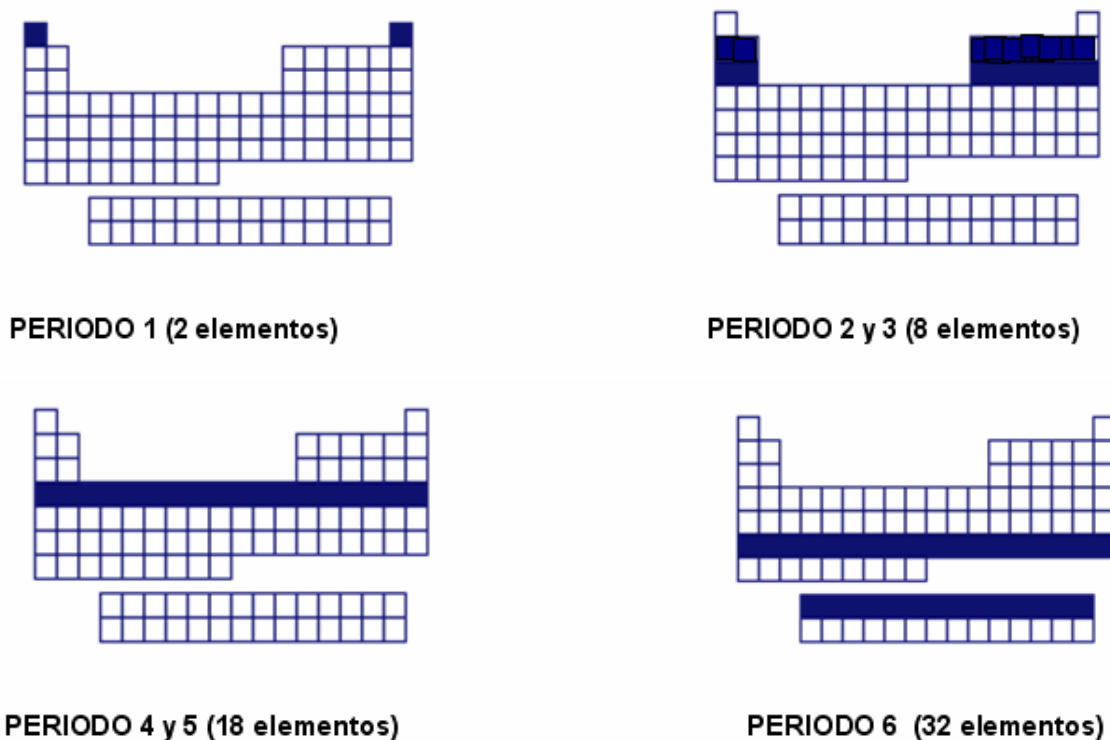 PERIODO 1 (2 elementos)
PERIODO 2 y 3 (8 elementos)
PERIODO 4 y 5 (18 elementos)
PERIODO 6 (32 elementos)